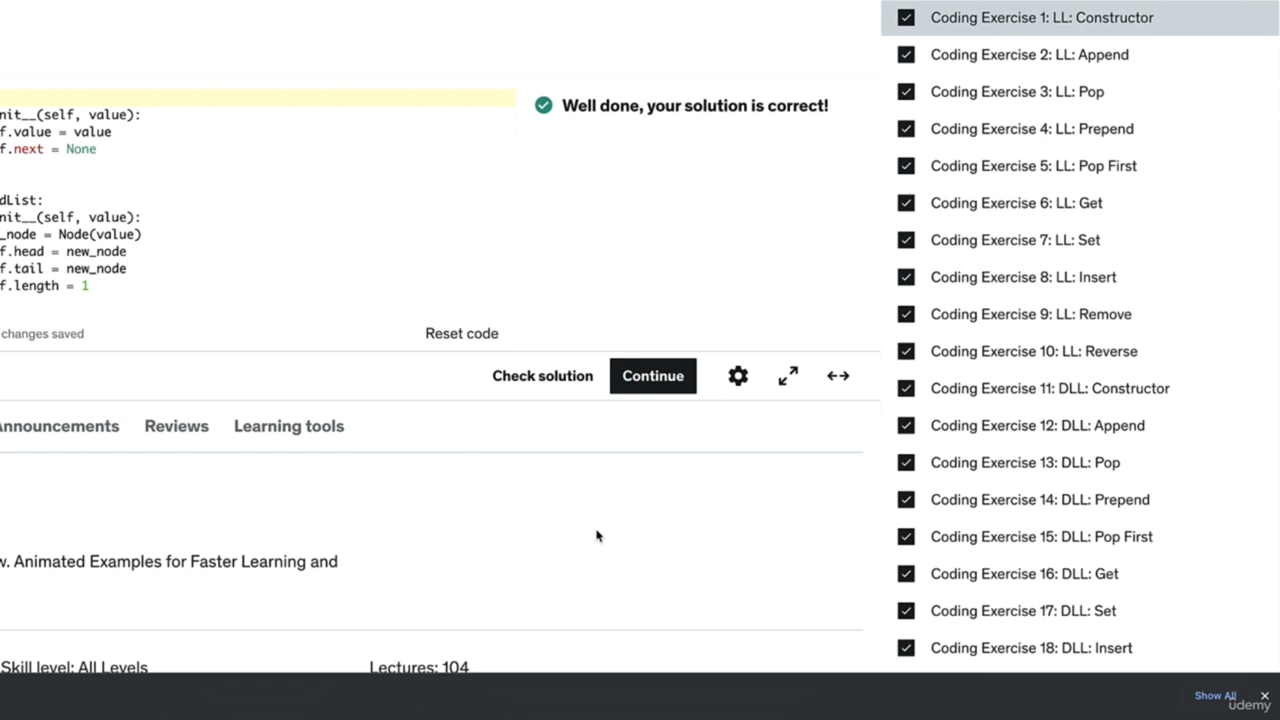 nit__(self, value):
f.value = value
f.next = None
dList:
nit__(self, value):
_node = Node(value)
f.head = new_node
f.tail = new_node
f.length = 1
changes saved
Reset code
Well done, your solution is correct!
Check solution
Continue
Announcements
Reviews
Learning tools
w. Animated Examples for Faster Learning and
Skill level: All Levels
Lectures: 104
Coding Exercise 1: LL: Constructor
Coding Exercise 2: LL: Append
Coding Exercise 3: LL: Pop
Coding Exercise 4: LL: Prepend
Coding Exercise 5: LL: Pop First
Coding Exercise 6: LL: Get
Coding Exercise 7: LL: Set
Coding Exercise 8: LL: Insert
Coding Exercise 9: LL: Remove
Coding Exercise 10: LL: Reverse
Coding Exercise 11: DLL: Constructor
Coding Exercise 12: DLL: Append
Coding Exercise 13: DLL: Pop
Coding Exercise 14: DLL: Prepend
Coding Exercise 15: DLL: Pop First
Coding Exercise 16: DLL: Get
Coding Exercise 17: DLL: Set
Coding Exercise 18: DLL: Insert
Show All
udemy